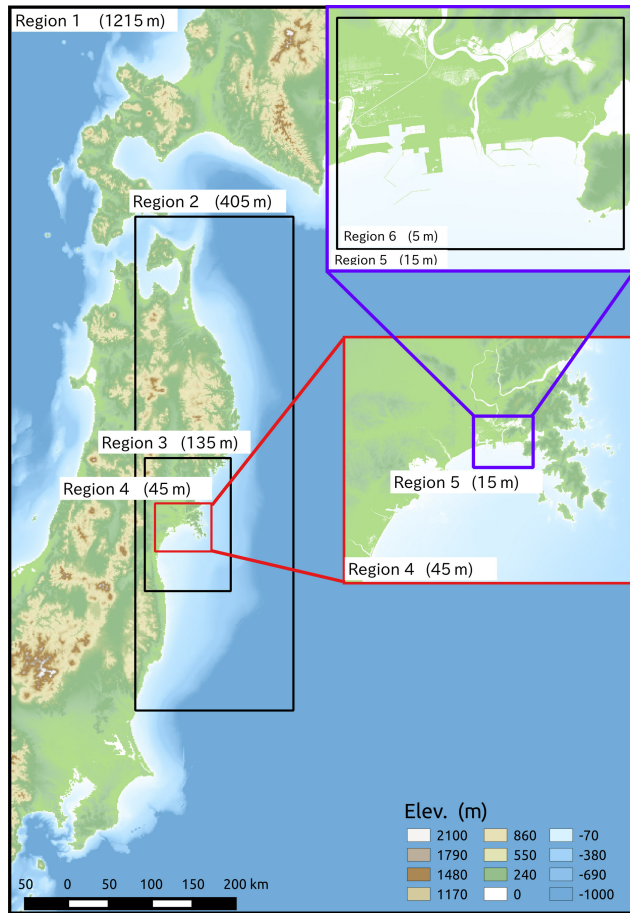 Region 1 (1215 m)
Region 2 (405 m)
Region 6 (5 m)
Region 5 (15 m)
Region 3 (135 m)
Region 4 (45 m)
Region 5 (15 m)
Region 4 (45 m)
Elev. (m)
2100 860 -70
1790 550 -380
1480 240 -690
1170 0 -1000
50 0 50 100 150 200 km